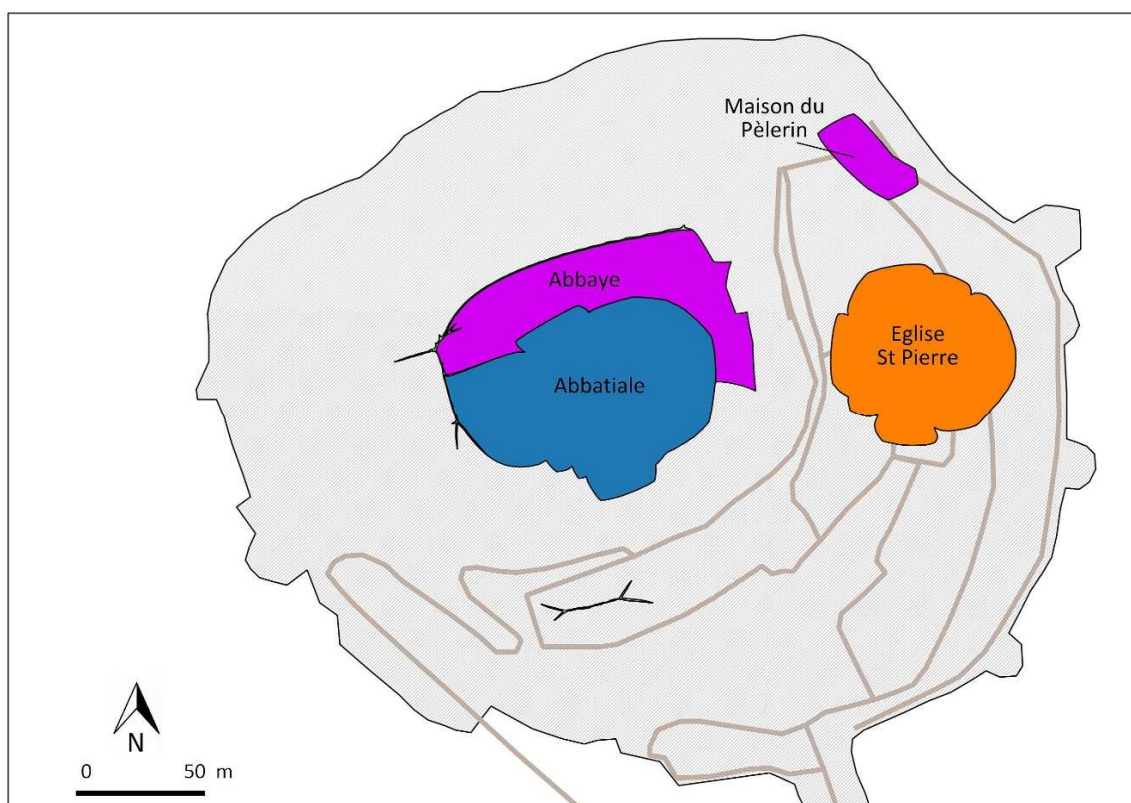 Maison du
Pèlerin
Abbaye
Eglise
St Pierre
Abbatiale
N
0 50 m